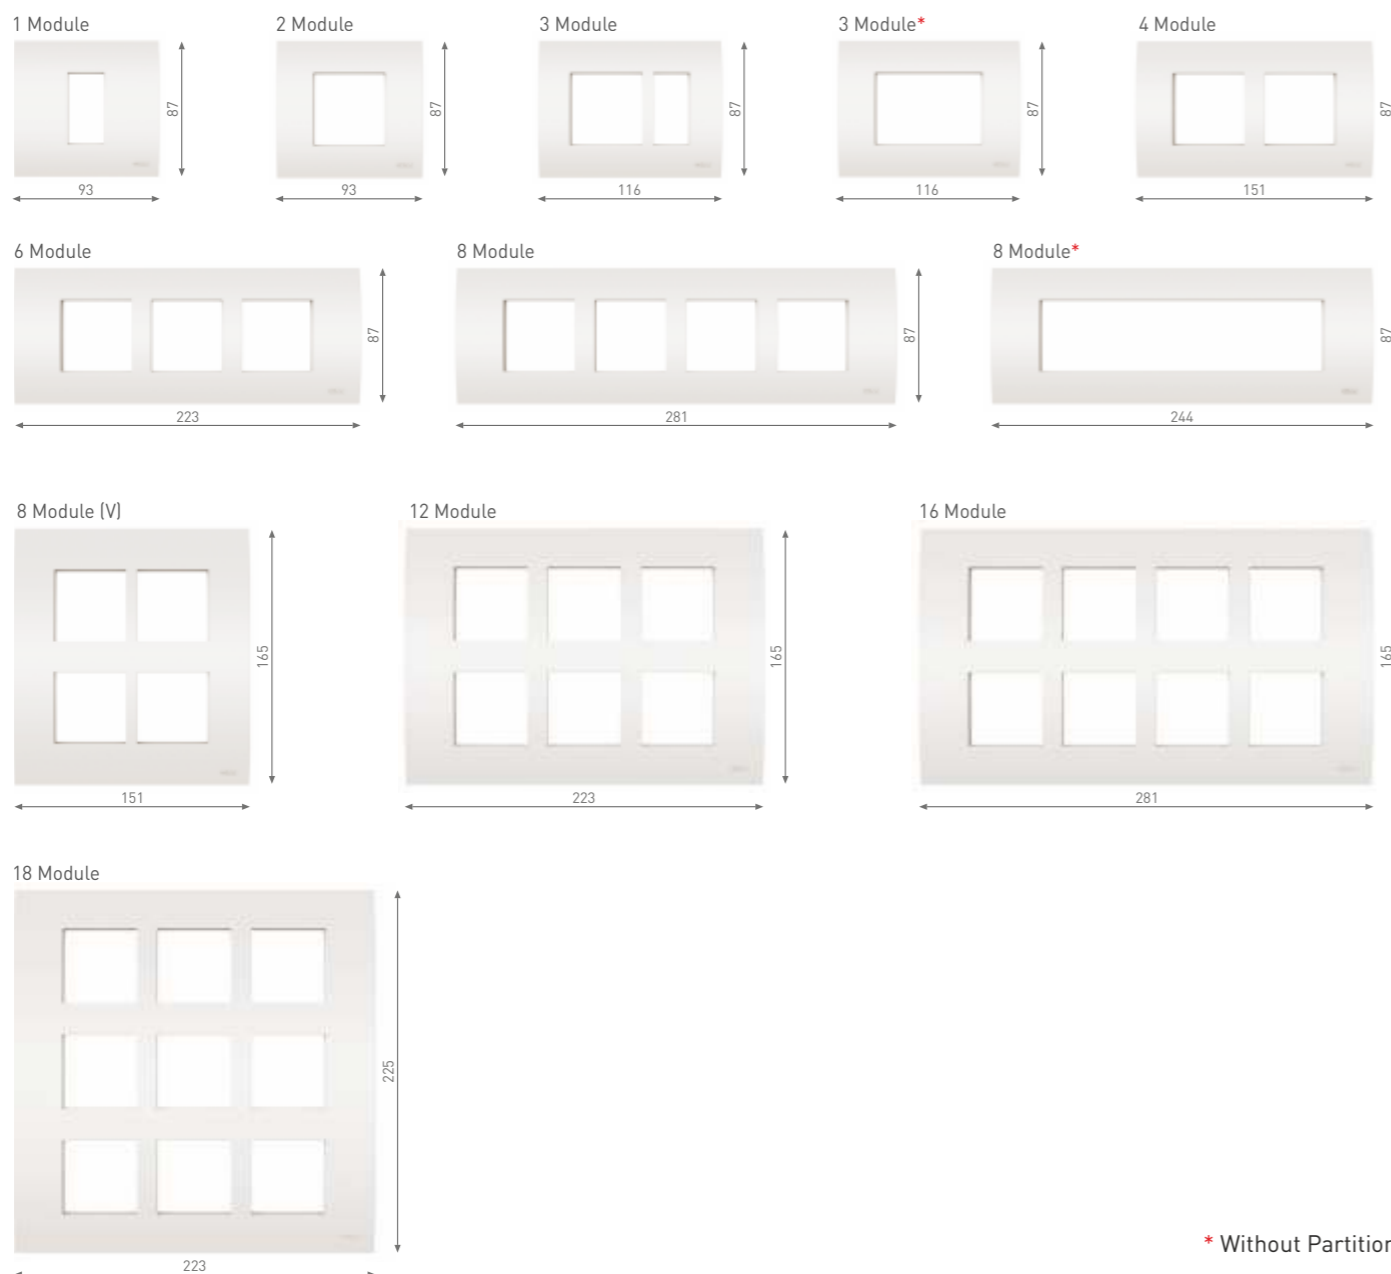 1 Module
2 Module
3 Module
3 Module*
4 Module
87
87
87
87
87
93
93
116
116
151
6 Module
8 Module
8 Module*
87
87
87
223
281
244
8 Module (V)
12 Module
16 Module
165
165
165
151
223
281
18 Module
225
223
* Without Partition